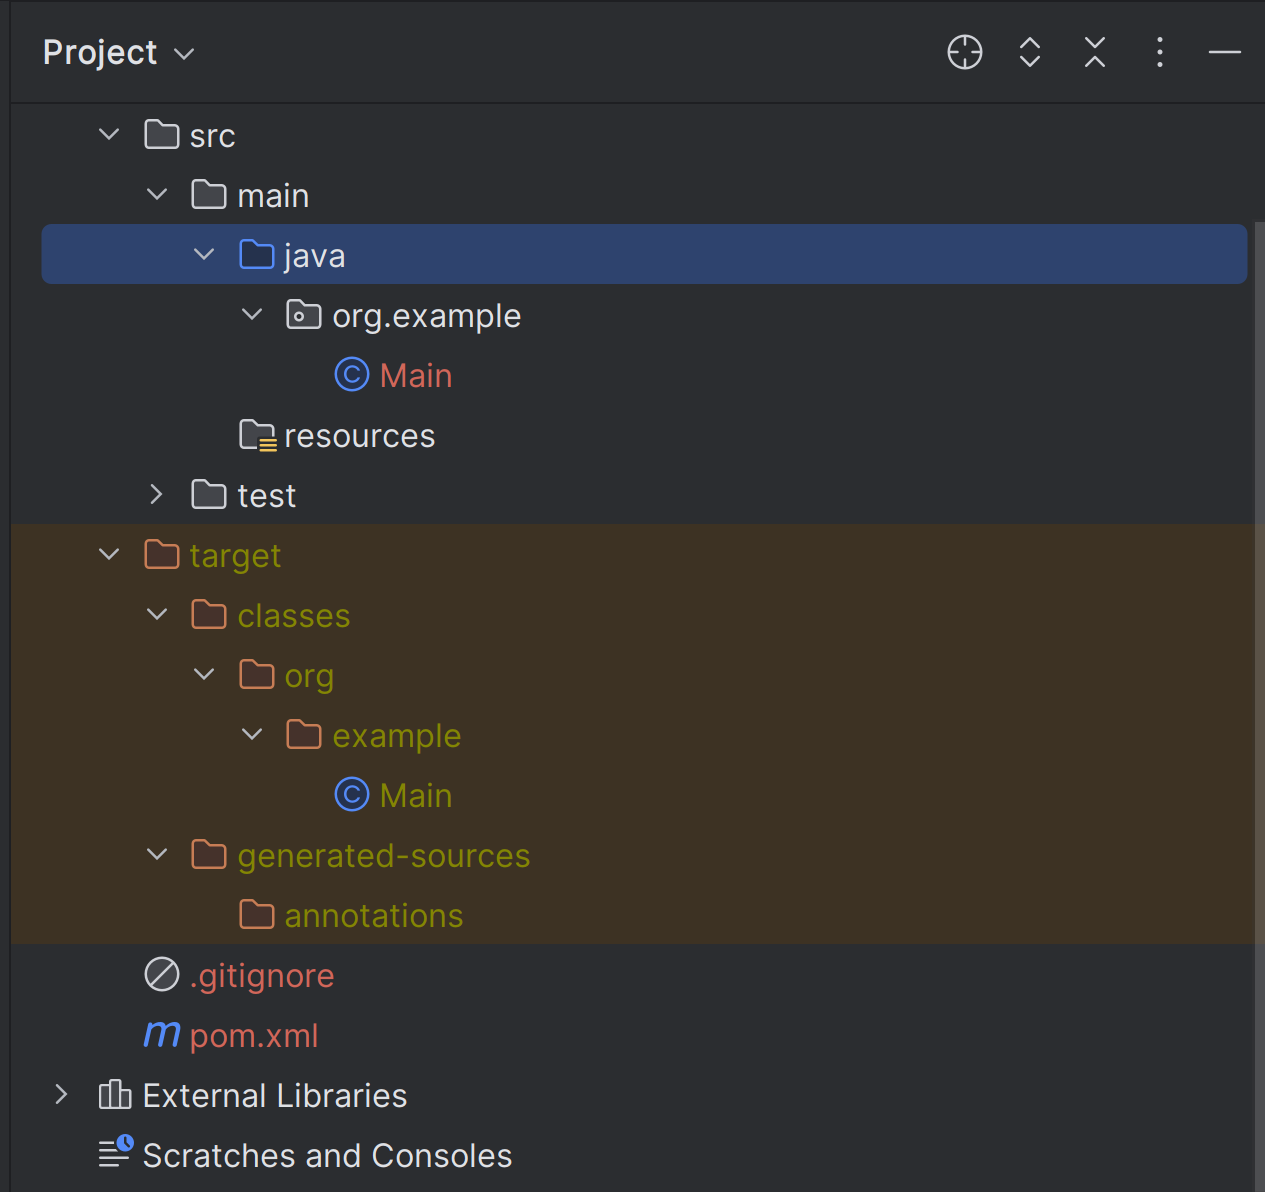 Project
src
main
java
org.example
Main
resources
test
target
classes
org
example
Main
generated-sources
annotations
.gitignore
pom.xml
External Libraries
Scratches and Consoles